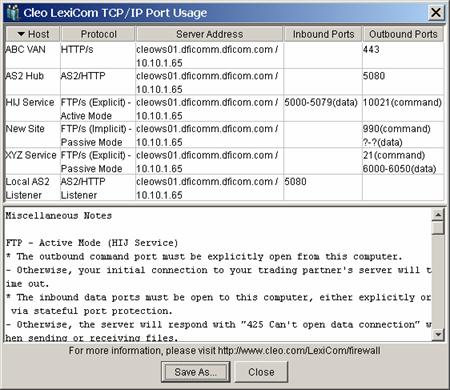 Cleo LexiCom TCP/IP Port Usage
Host Protocol Server Address Inbound Ports Outbound Ports
ABC VAN HTTP/s cleows01.dficomm.dficom.com / 443
10.10.1.65
AS2 Hub AS2/HTTP cleows01.dficomm.dficom.com / 5080
10.10.1.65
HIJ Service FTP/s (Explicit) - cleows01.dficomm.dficom.com / 5000-5079(data) 10021(command)
Active Mode 10.10.1.65
New Site FTP/s (Implicit) - cleows01.dficomm.dficom.com / 990(command)
Passive Mode 10.10.1.65 ?-?(data)
XYZ Service FTP/s (Explicit) - cleows01.dficomm.dficom.com / 21(command)
Passive Mode 10.10.1.65 6000-6050(data)
Local AS2 AS2/HTTP cleows01.dficomm.dficom.com / 5080
Listener Listener 10.10.1.65
Miscellaneous Notes
FTP - Active Mode (HIJ Service)
* The outbound command port must be explicitly open from this computer.
- Otherwise, your initial connection to your trading partner's server will t
ime out.
* The inbound data ports must be open to this computer, either explicitly or
via stateful port protection.
- Otherwise, the server will respond with "425 Can't open data connection" w
hen sending or receiving files.
For more information, please visit http://www.cleo.com/LexiCom/firewall
Save As... Close